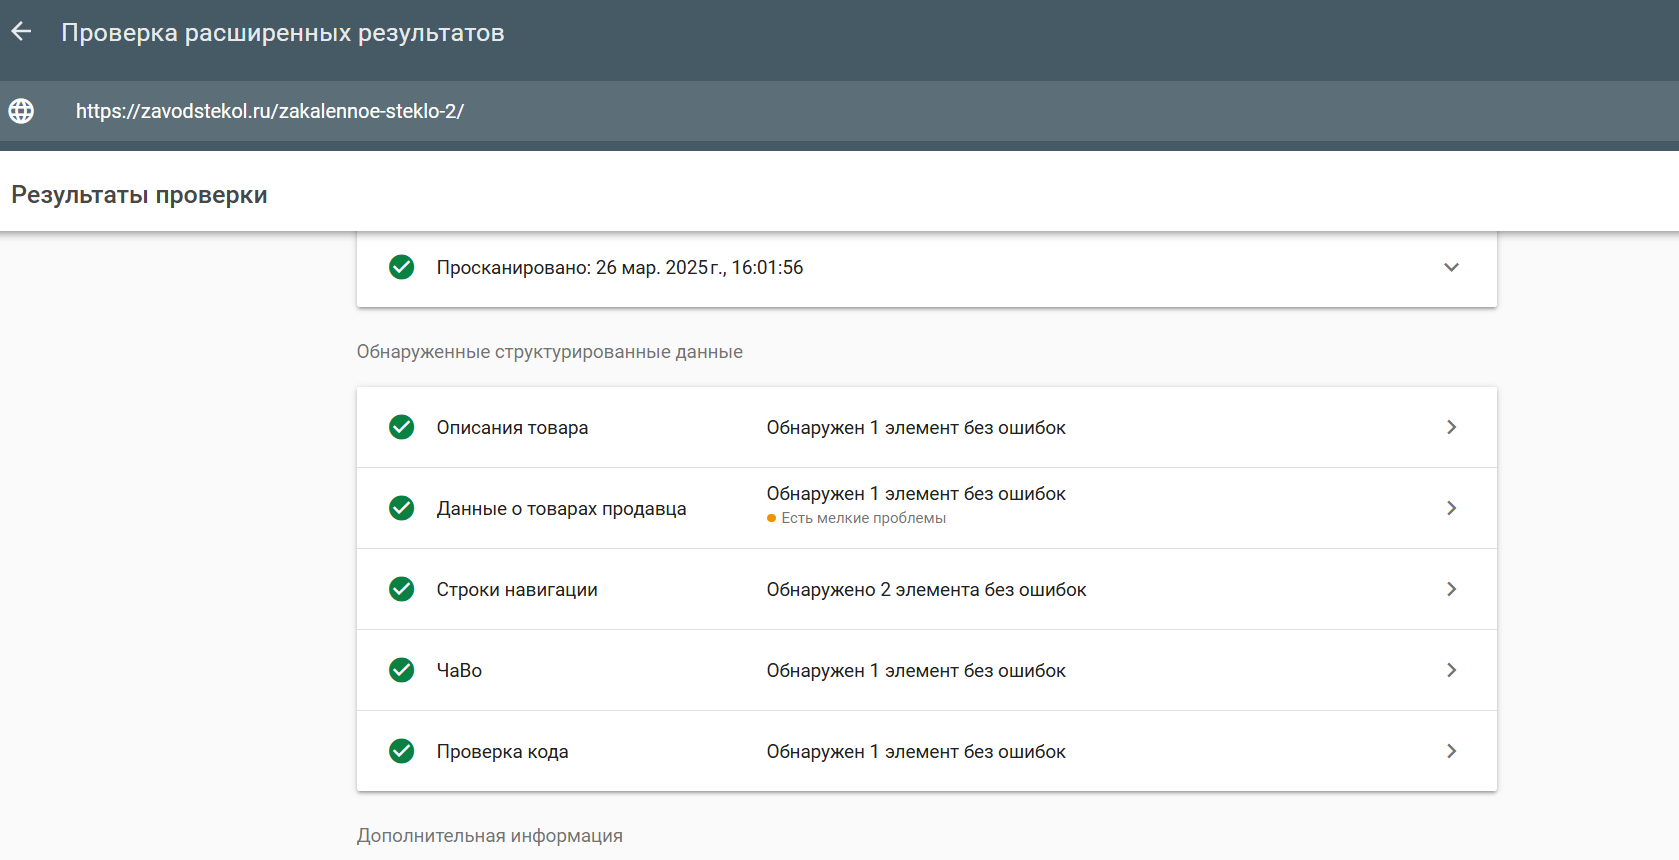 Проверка расширенных результатов
https://zavodstekol.ru/zakalennoe-steklo-2/
Результаты проверки
Просканировано: 26 мар. 2025 г., 16:01:56
Обнаруженные структурированные данные
Описания товара
Обнаружен 1 элемент без ошибок
Данные о товарах продавца
Обнаружен 1 элемент без ошибок
Есть мелкие проблемы
Строки навигации
Обнаружено 2 элемента без ошибок
ЧаВо
Обнаружен 1 элемент без ошибок
Проверка кода
Обнаружен 1 элемент без ошибок
Дополнительная информация